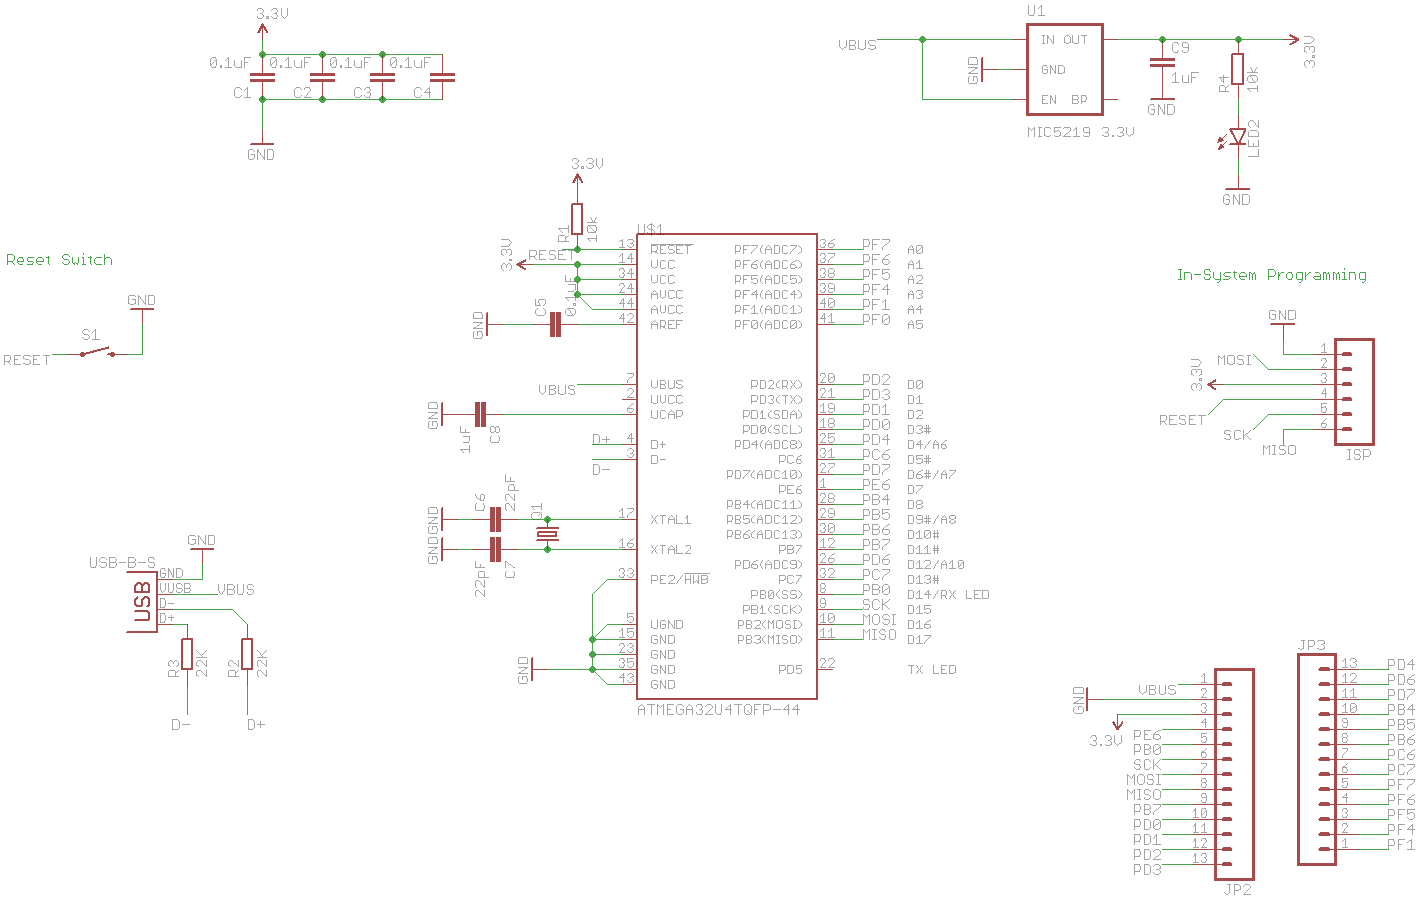 3.3V
0.1uF 0.1uF 0.1uF 0.1uF
C1 C2 C3 C4
GND
U1
VBUS
IN OUT
GND
GND
EN BP
MIC5219 3.3V
C9
1uF
GND
R4
10k
3.3V
LED2
GND
3.3V
R1
10k
U$1
Reset Switch
GND
S1
RESET
3.3V
RESET
C5
0.1uF
GND
13 RESET
14 VCC
34 VCC
24 AVCC
44 AVCC
42 AREF
VBUS
7 VBUS
2 UVCC
6 UCAP
GND
1uF
C8
D+ 4 D+
D- 3 D-
GND
C6
22pF
Q1
17 XTAL1
GND
22pF
C7
16 XTAL2
33 PE2/HWB
5 UGND
15 GND
23 GND
35 GND
43 GND
GND
ATMEGA32U4TQFP-44
PF7(ADC7) 36 PF7 A0
PF6(ADC6) 37 PF6 A1
PF5(ADC5) 38 PF5 A2
PF4(ADC4) 39 PF4 A3
PF1(ADC1) 40 PF1 A4
PF0(ADC0) 41 PF0 A5
PD2(RX) 20 PD2 D0
PD3(TX) 21 PD3 D1
PD1(SDA) 19 PD1 D2
PD0(SCL) 18 PD0 D3#
PD4(ADC8) 25 PD4 D4/A6
PC6 31 PC6 D5#
PD7(ADC10) 27 PD7 D6#/A7
PE6 1 PE6 D7
PB4(ADC11) 28 PB4 D8
PB5(ADC12) 29 PB5 D9#/A8
PB6(ADC13) 30 PB6 D10#
PB7 12 PB7 D11#
PD6(ADC9) 26 PD6 D12/A10
PC7 32 PC7 D13#
PB0(SS) 8 PB0 D14/RX LED
PB1(SCK) 9 SCK D15
PB2(MOSI) 10 MOSI D16
PB3(MISO) 11 MISO D17
PD5 22 TX LED
In-System Programming
GND
1
MOSI 2
3.3V 3
RESET 4
SCK 5
MISO 6
ISP
USB-B-S
GND
USB
GND
VUSB VBUS
D-
D+
R3
22K
R2
22K
D- D+
VBUS 1
GND 2
3.3V 3
PE6 4
PB0 5
SCK 6
MOSI 7
MISO 8
PB7 9
PD0 10
PD1 11
PD2 12
PD3 13
JP2
JP3
13 PD4
12 PD6
11 PD7
10 PB4
9 PB5
8 PB6
7 PC6
6 PC7
5 PF7
4 PF6
3 PF5
2 PF4
1 PF1